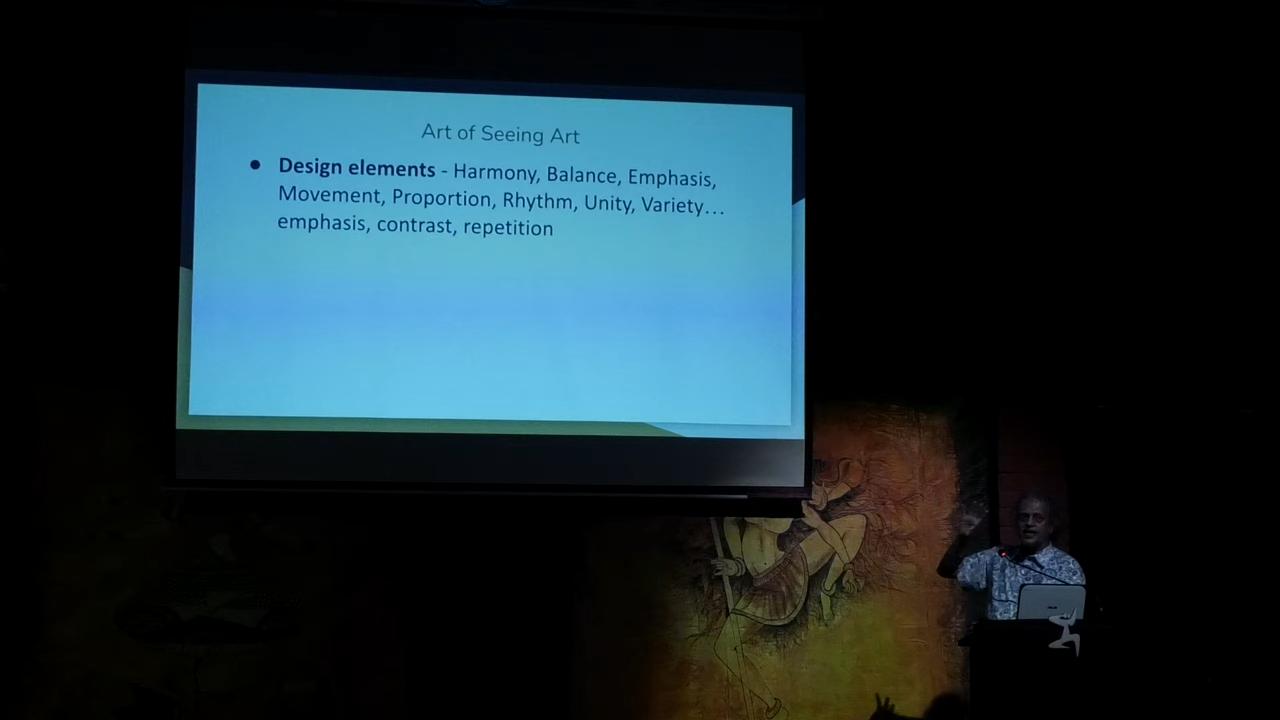 Art of Seeing Art
● Design elements - Harmony, Balance, Emphasis,
Movement, Proportion, Rhythm, Unity, Variety...
emphasis, contrast, repetition